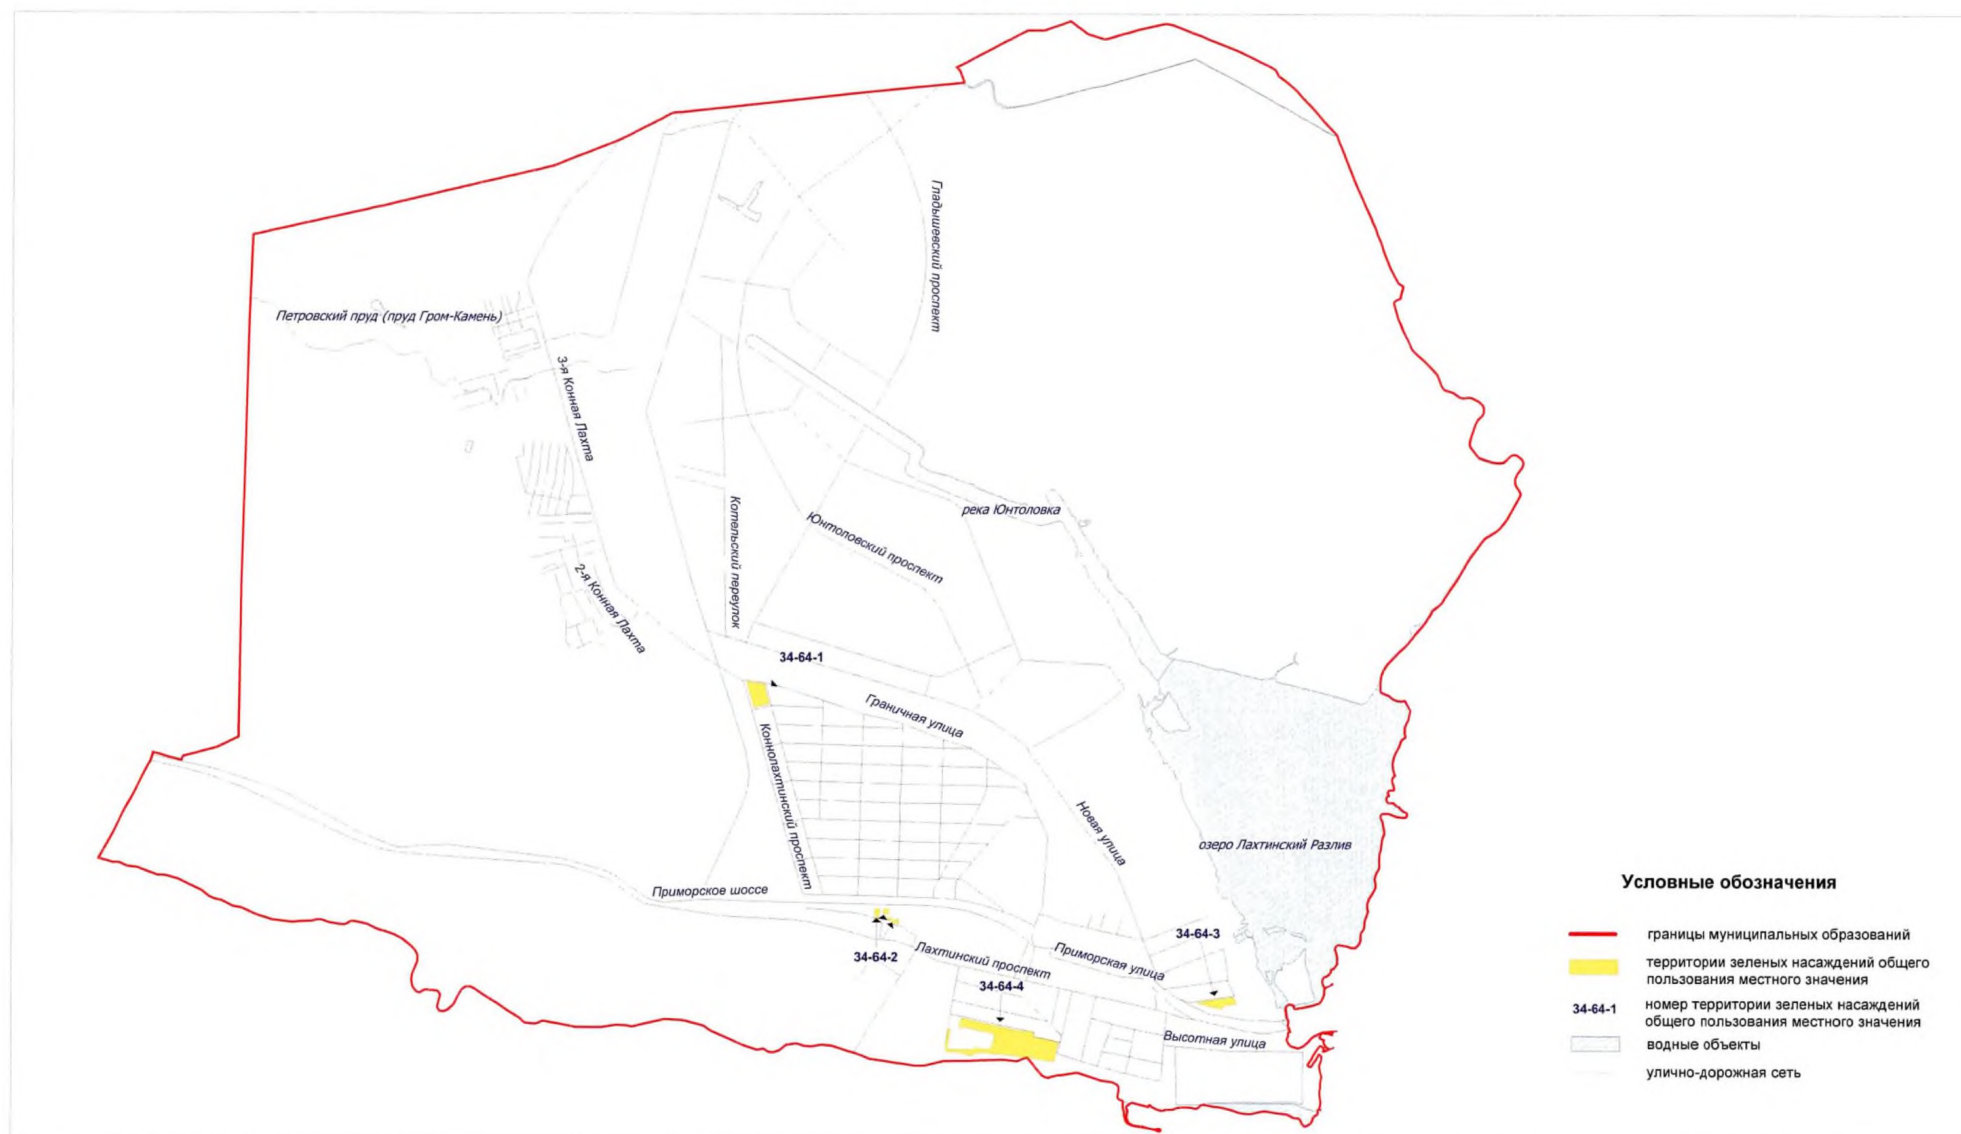 Гладышевский проспект
Петровский пруд (пруд Гром-Камень)
3-я Конная Лахта
Котельский переулок
Юнтоловский проспект
река Юнтоловка
2-я Конная Лахта
34-64-1
Граничная улица
Коннолахтинский проспект
Новая улица
озеро Лахтинский Разлив
Приморское шоссе
34-64-2
Лахтинский проспект
34-64-4
Приморская улица
34-64-3
Высотная улица
Условные обозначения
границы муниципальных образований
территории зеленых насаждений общего
пользования местного значения
34-64-1
номер территории зеленых насаждений
общего пользования местного значения
водные объекты
улично-дорожная сеть